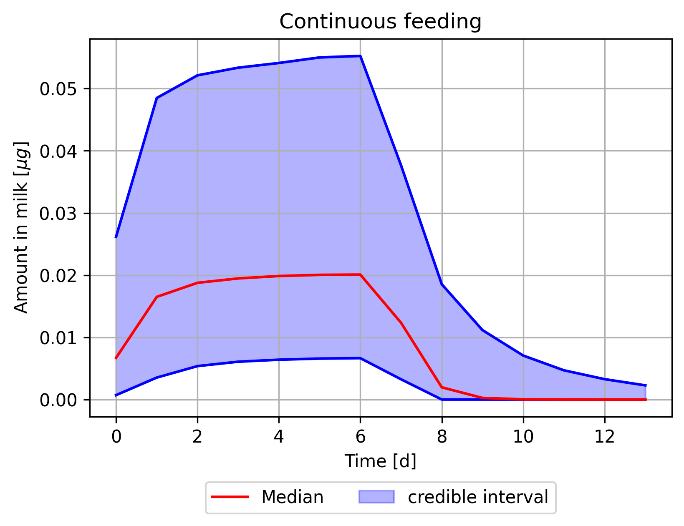 Continuous feeding
Amount in milk [μg]
0.05
0.04
0.03
0.02
0.01
0.00
0 2 4 6 8 10 12
Time [d]
Median credible interval